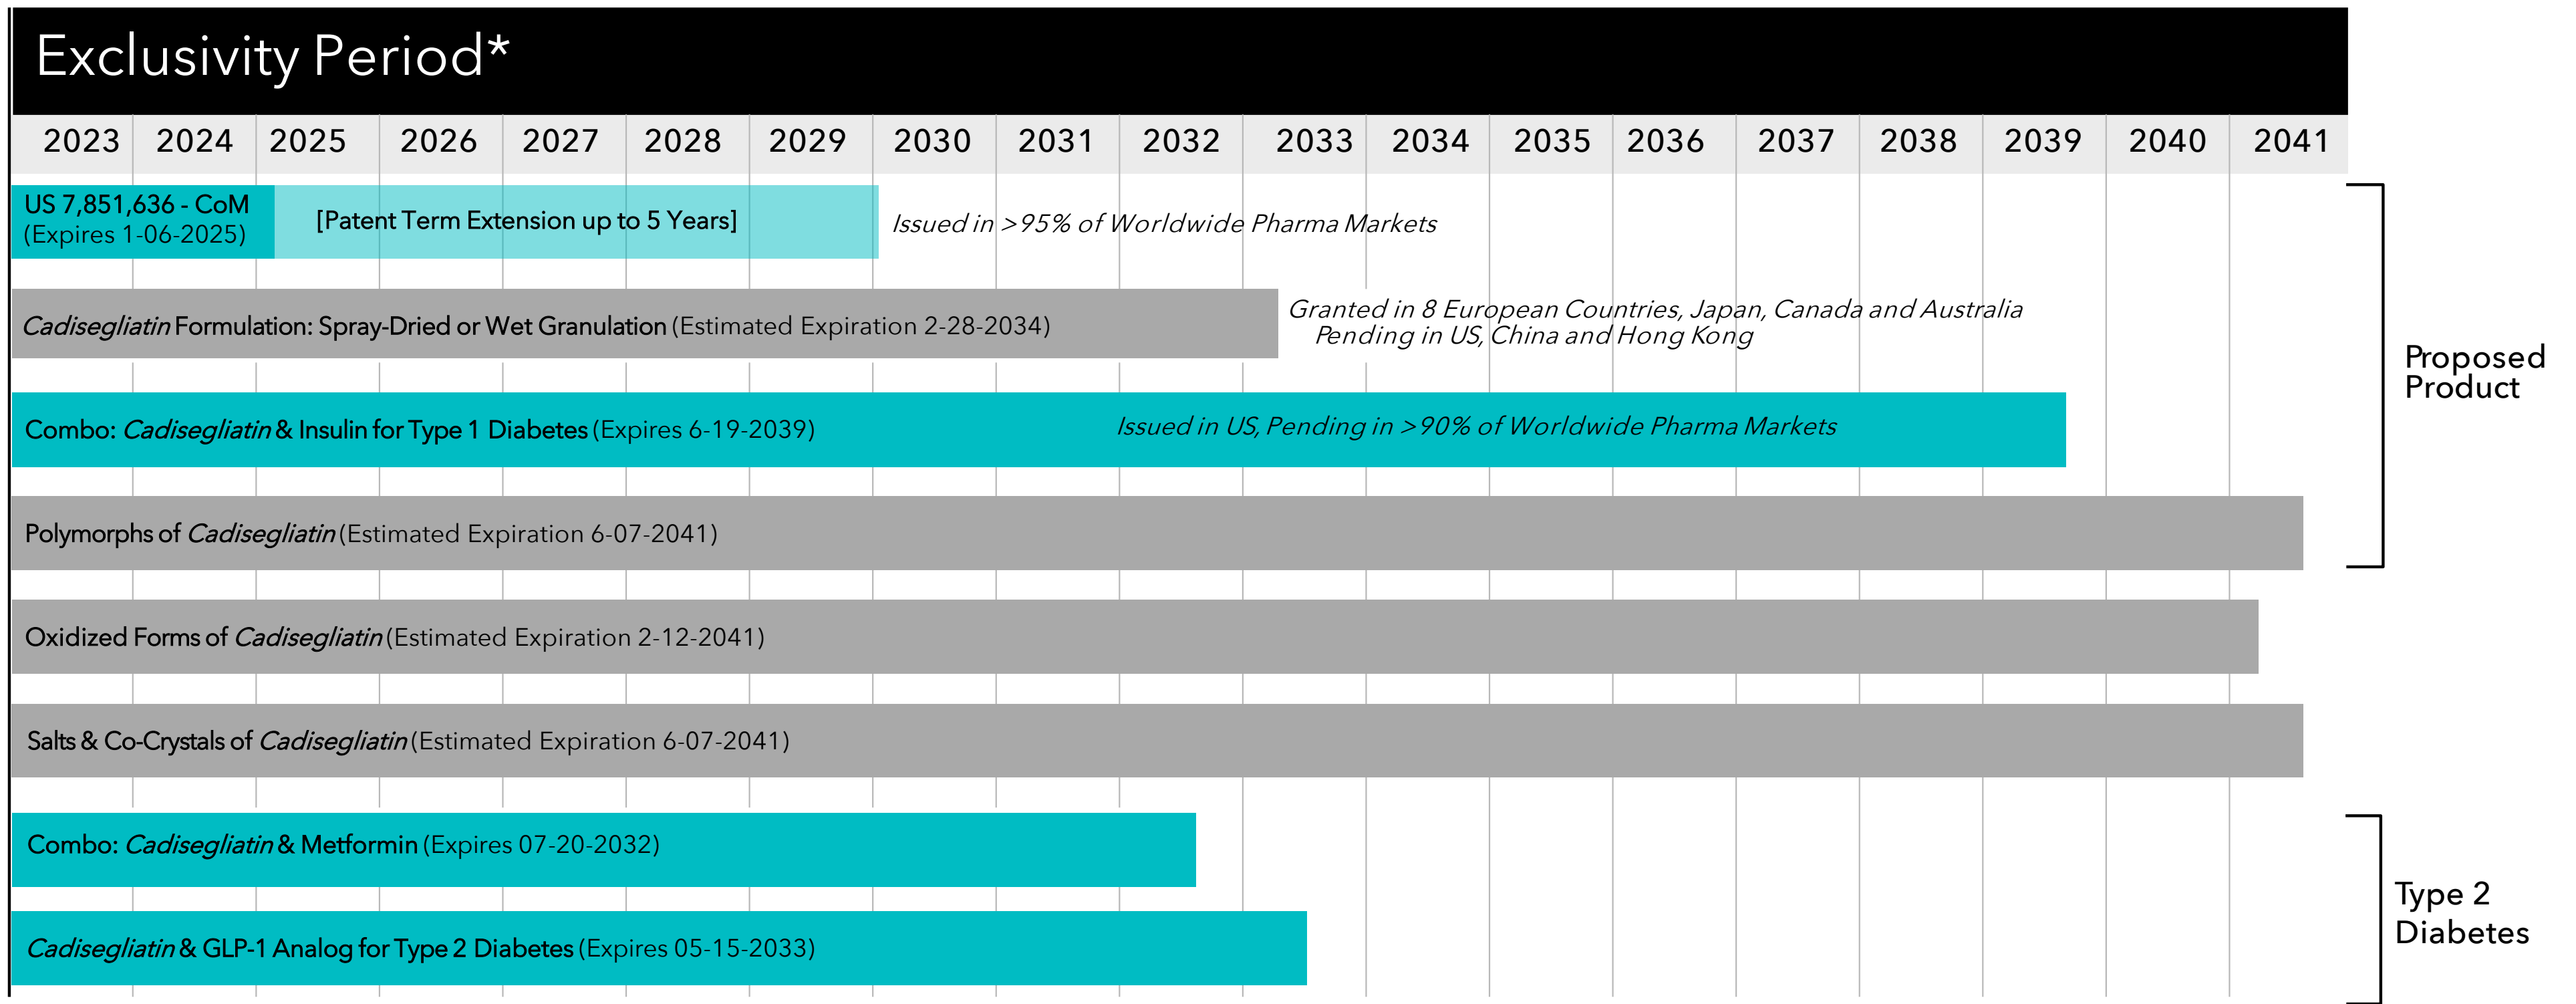 Exclusivity Period*
2023 2024 2025 2026 2027 2028 2029 2030 2031 2032 2033 2034 2035 2036 2037 2038 2039 2040 2041
US 7,851,636 - CoM
(Expires 1-06-2025)
[Patent Term Extension up to 5 Years]
Issued in >95% of Worldwide Pharma Markets
Cadisegliatin Formulation: Spray-Dried or Wet Granulation (Estimated Expiration 2-28-2034)
Granted in 8 European Countries, Japan, Canada and Australia
Pending in US, China and Hong Kong
Combo: Cadisegliatin & Insulin for Type 1 Diabetes (Expires 6-19-2039)
Issued in US, Pending in >90% of Worldwide Pharma Markets
Polymorphs of Cadisegliatin (Estimated Expiration 6-07-2041)
Proposed
Product
Oxidized Forms of Cadisegliatin (Estimated Expiration 2-12-2041)
Salts & Co-Crystals of Cadisegliatin (Estimated Expiration 6-07-2041)
Combo: Cadisegliatin & Metformin (Expires 07-20-2032)
Cadisegliatin & GLP-1 Analog for Type 2 Diabetes (Expires 05-15-2033)
Type 2
Diabetes